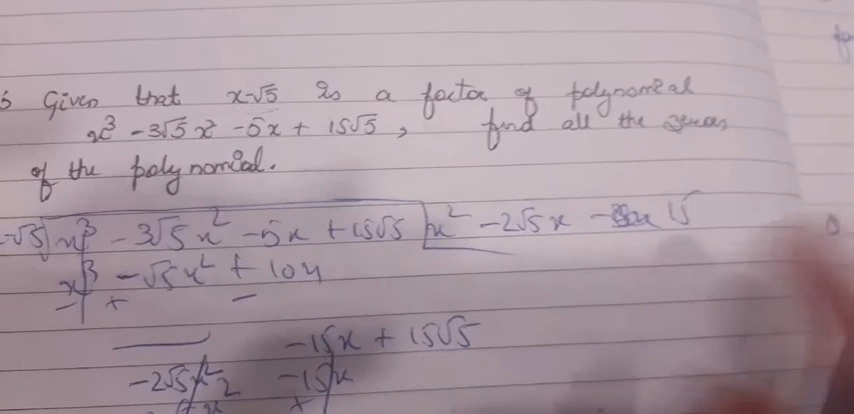 Given that x-√5 is a factor of polynomial
x³ - 3√5 x² - 5x + 15√5 , find all the zeroes
of the polynomial.
-√5 x³ - 3√5x² - 5x + 15√5 x² - 2√5x - 15
x³ - √5x² + 10x
- + -
-15x + 15√5
-2√5x² -15x
+